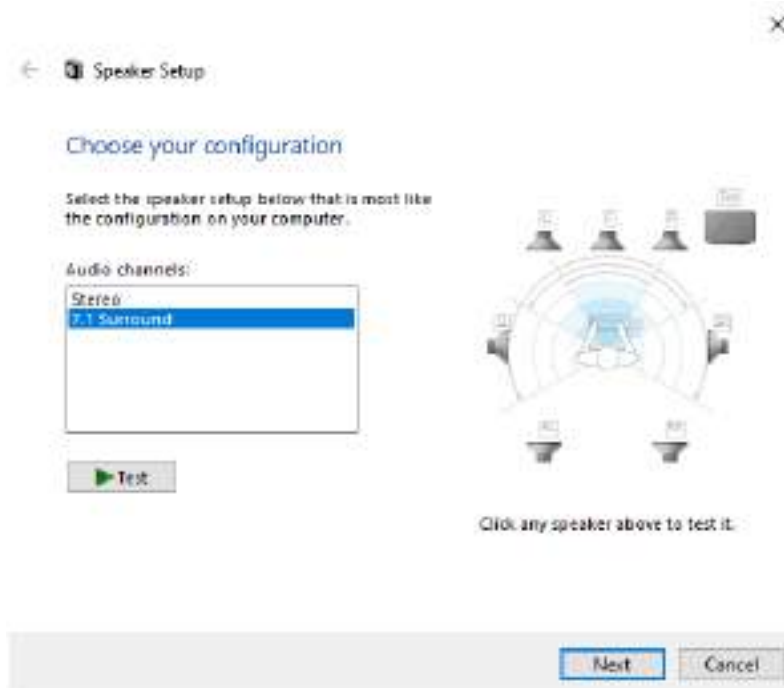 Speaker Setup
Choose your configuration
Select the speaker setup below that is most like
the configuration on your computer.
Audio channels:
Stereo
7.1 Surround
Test
Click any speaker above to test it.
Next
Cancel